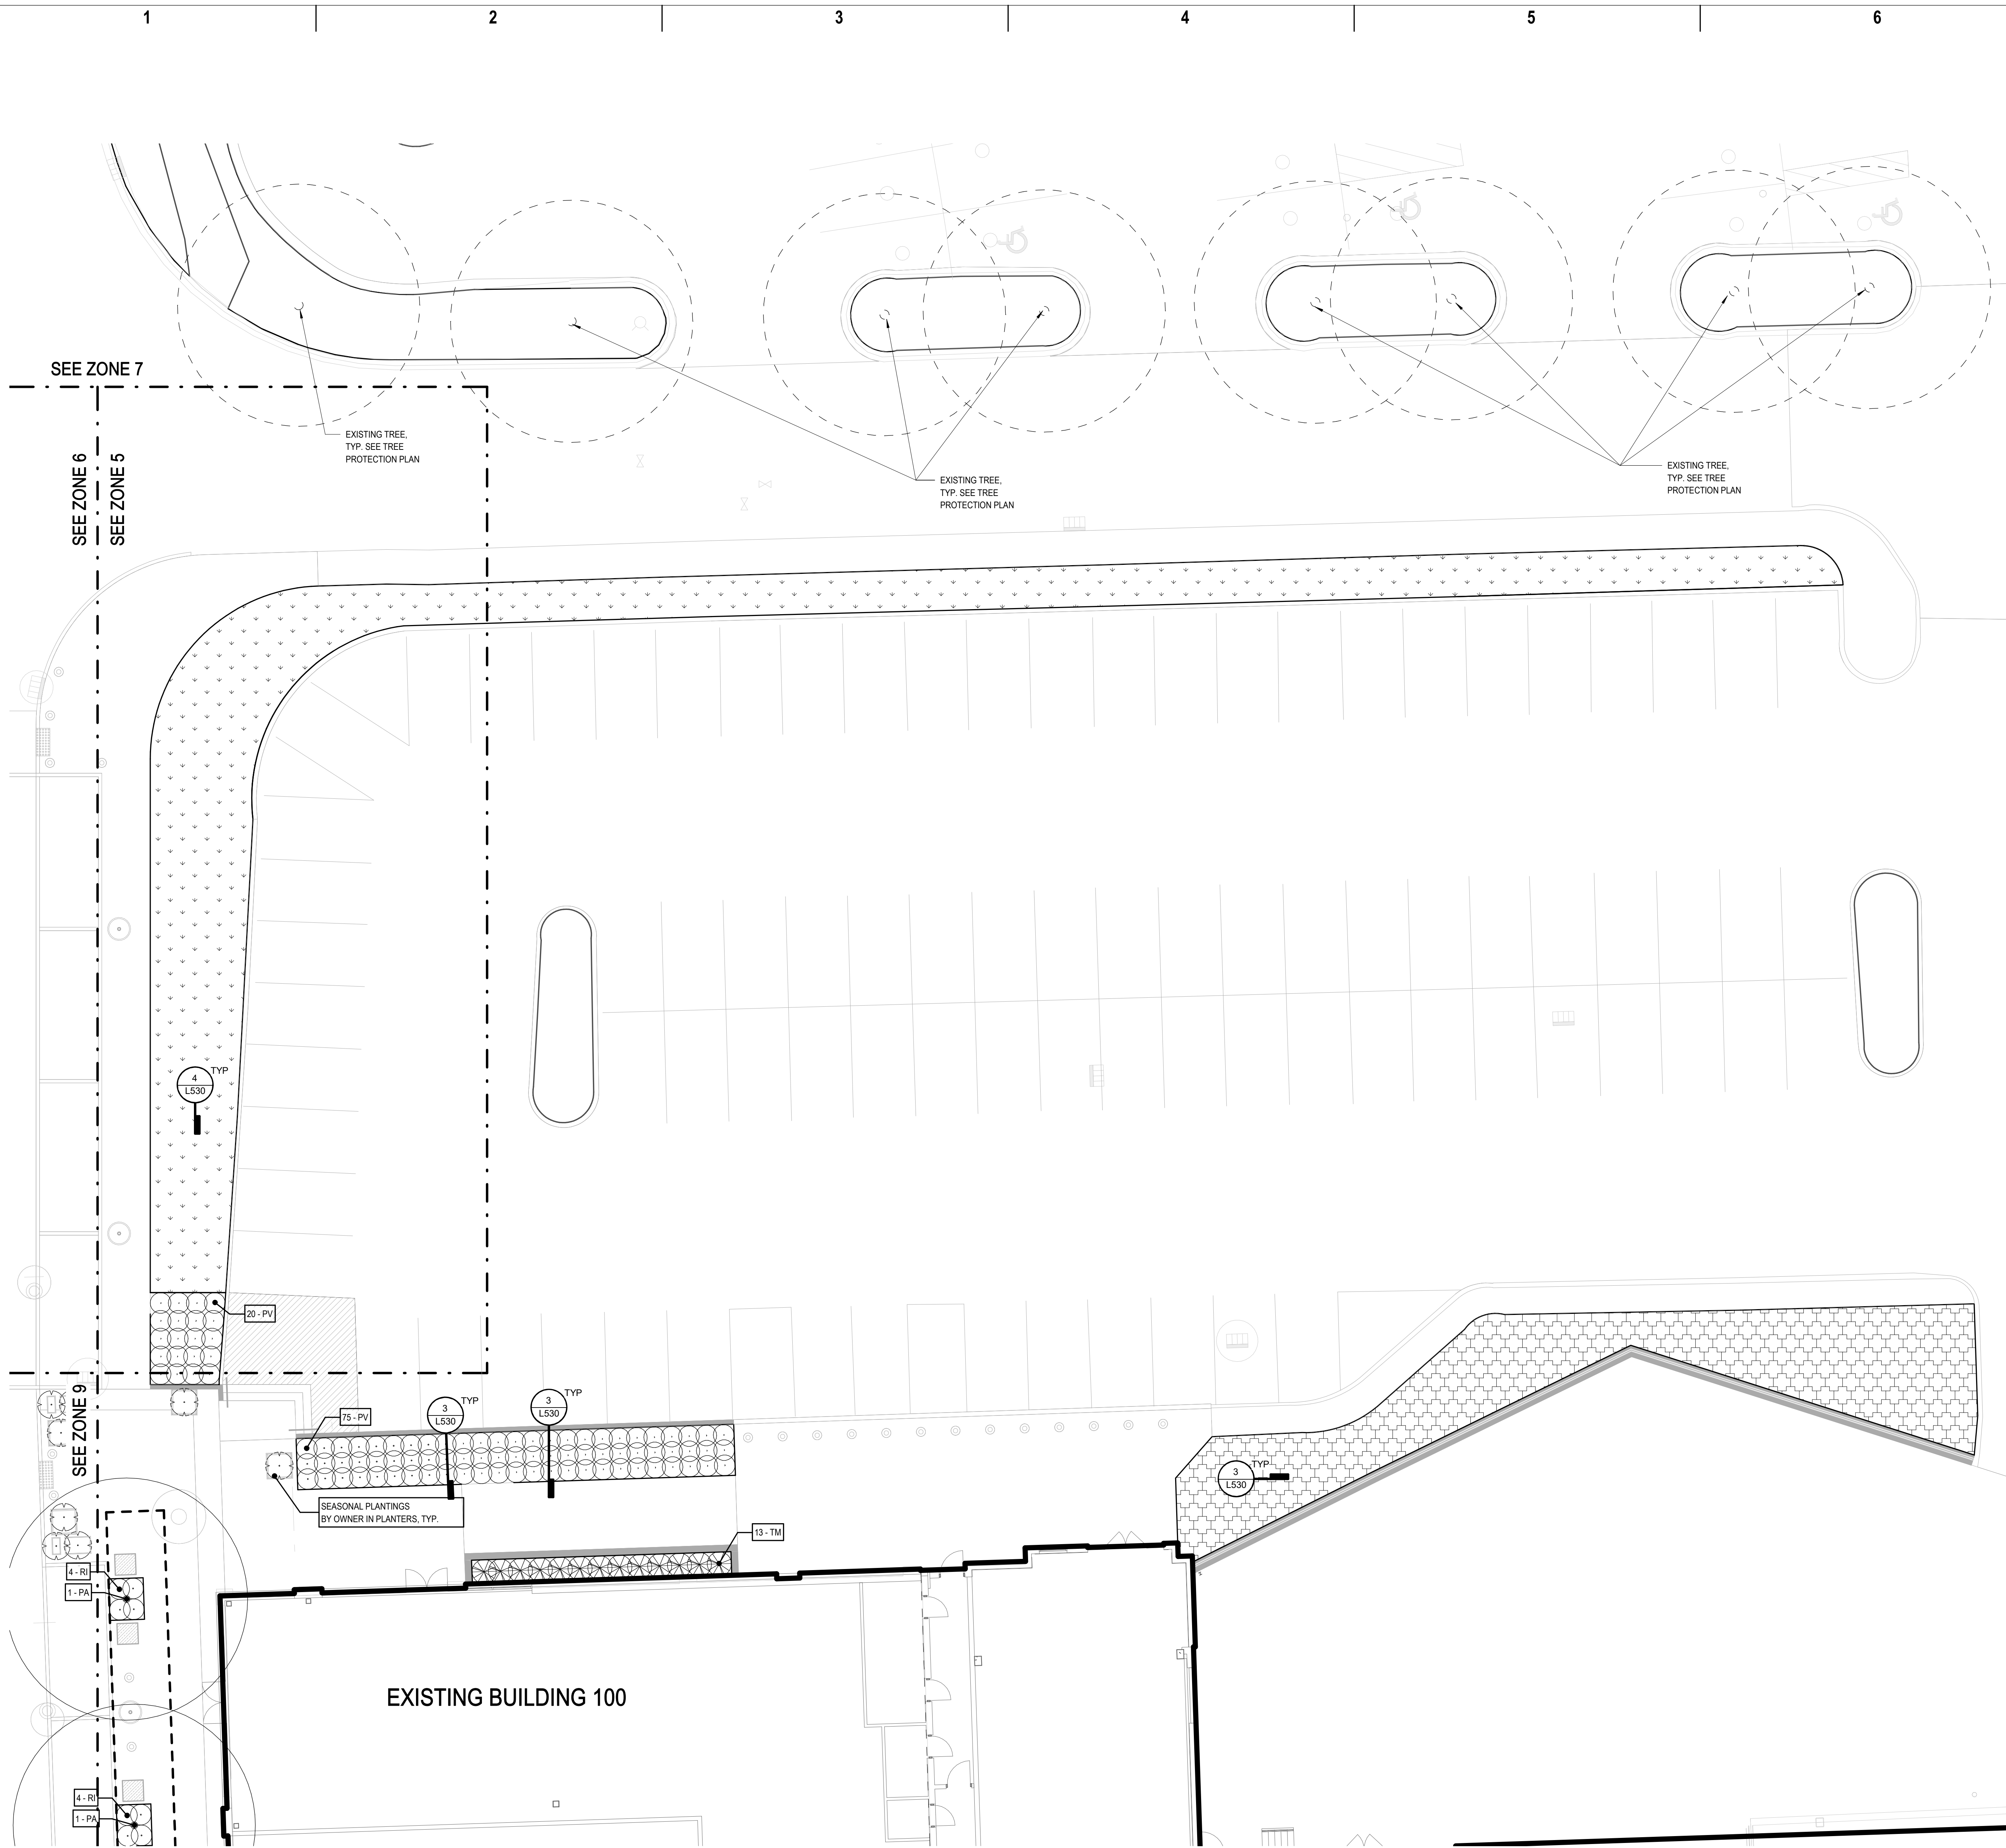 1
2
3
4
5
6
SEE ZONE 7
SEE ZONE 6
SEE ZONE 5
EXISTING TREE,
TYP. SEE TREE
PROTECTION PLAN
EXISTING TREE,
TYP. SEE TREE
PROTECTION PLAN
EXISTING TREE,
TYP. SEE TREE
PROTECTION PLAN
4
L530
TYP
20 - PV
SEE ZONE 9
75 - PV
3
L530
TYP
3
L530
TYP
3
L530
TYP
SEASONAL PLANTINGS
BY OWNER IN PLANTERS, TYP.
13 - TM
4 - RI
1 - PA
EXISTING BUILDING 100
4 - RI
1 - PA